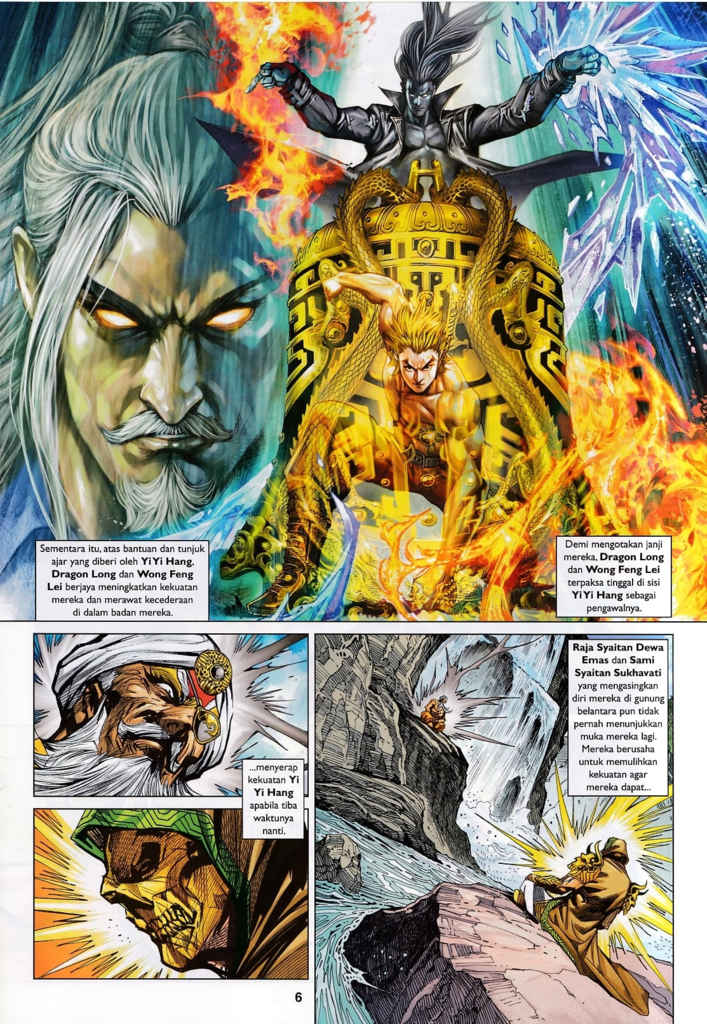 Sementara itu, atas bantuan dan tunjuk
ajar yang diberi oleh Yi Yi Hang,
Dragon Long dan Wong Feng
Lei berjaya meningkatkan kekuatan
mereka dan merawat kecederaan
di dalam badan mereka.
Demi mengotakan janji
mereka, Dragon Long
dan Wong Feng Lei
terpaksa tinggal di sisi
Yi Yi Hang sebagai
pengawalnya.
Raja Syaitan Dewa
Emas dan Sami
Syaitan Sukhavati
yang mengasingkan
diri mereka di gunung
belantara pun tidak
pernah menunjukkan
muka mereka lagi.
Mereka berusaha
untuk memulihkan
kekuatan agar
mereka dapat...
...menyerap
kekuatan Yi
Yi Hang
apabila tiba
waktunya
nanti.
6